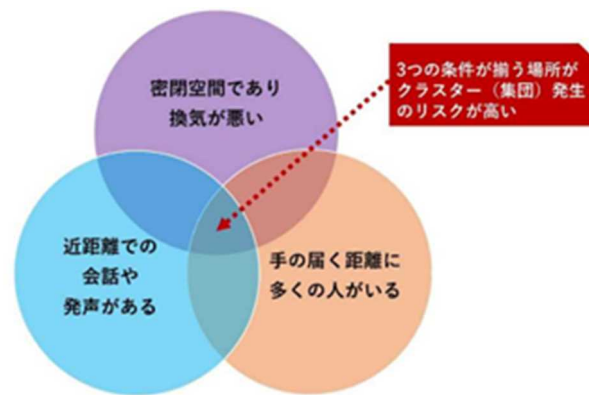 密閉空間であり
換気が悪い
3つの条件が揃う場所が
クラスター（集団）発生
のリスクが高い
近距離での
会話や
発声がある
手の届く距離に
多くの人がいる